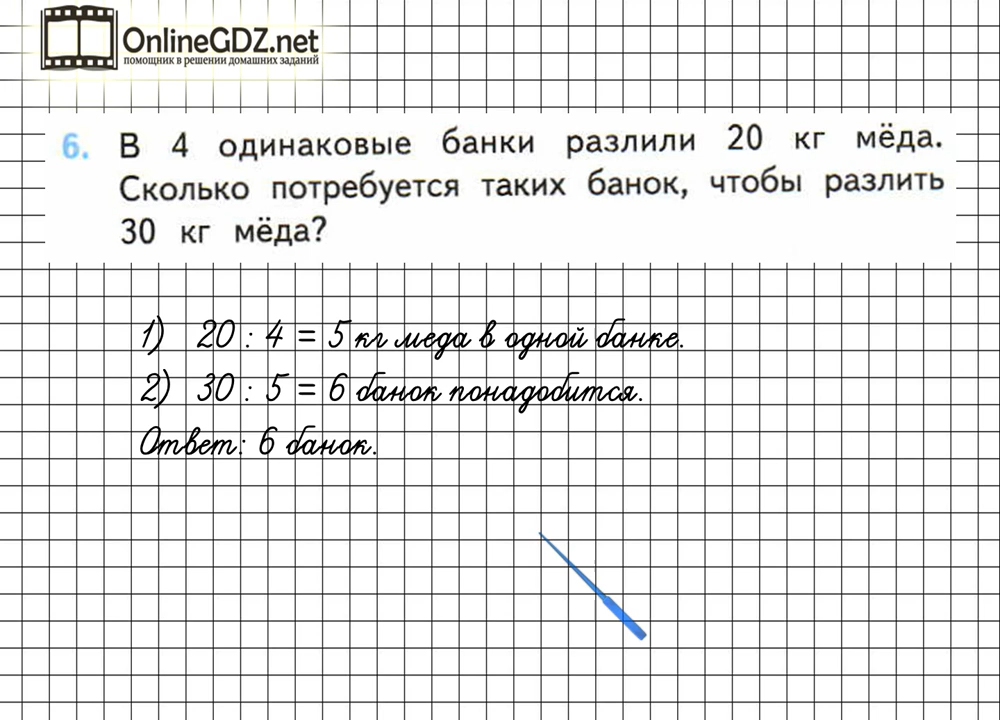 OnlineGDZ.net
помощник в решении домашних заданий
6. В 4 одинаковые банки разлили 20 кг мёда.
Сколько потребуется таких банок, чтобы разлить
30 кг мёда?
1) 20 : 4 = 5 кг меда в одной банке.
2) 30 : 5 = 6 банок понадобится.
Ответ: 6 банок.